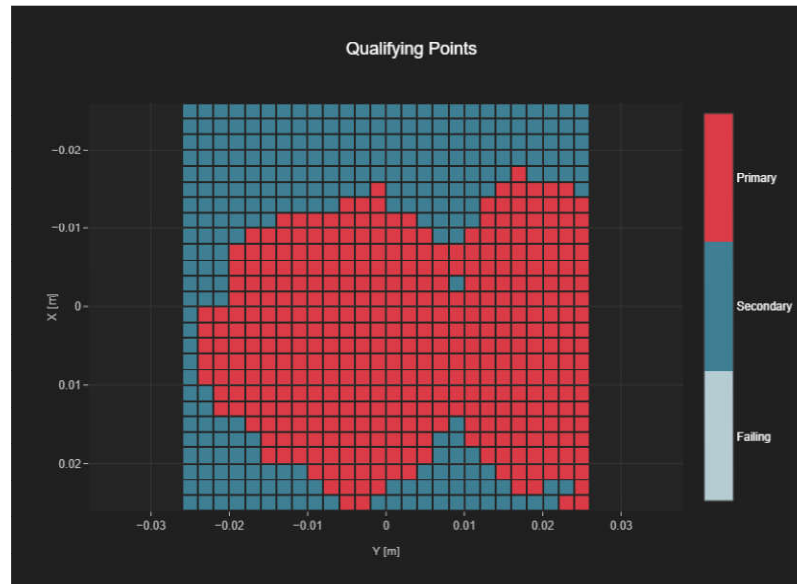 Qualifying Points
−0.02
−0.01
0
0.01
0.02
X [m]
−0.03 −0.02 −0.01 0 0.01 0.02 0.03
Y [m]
Primary
Secondary
Failing